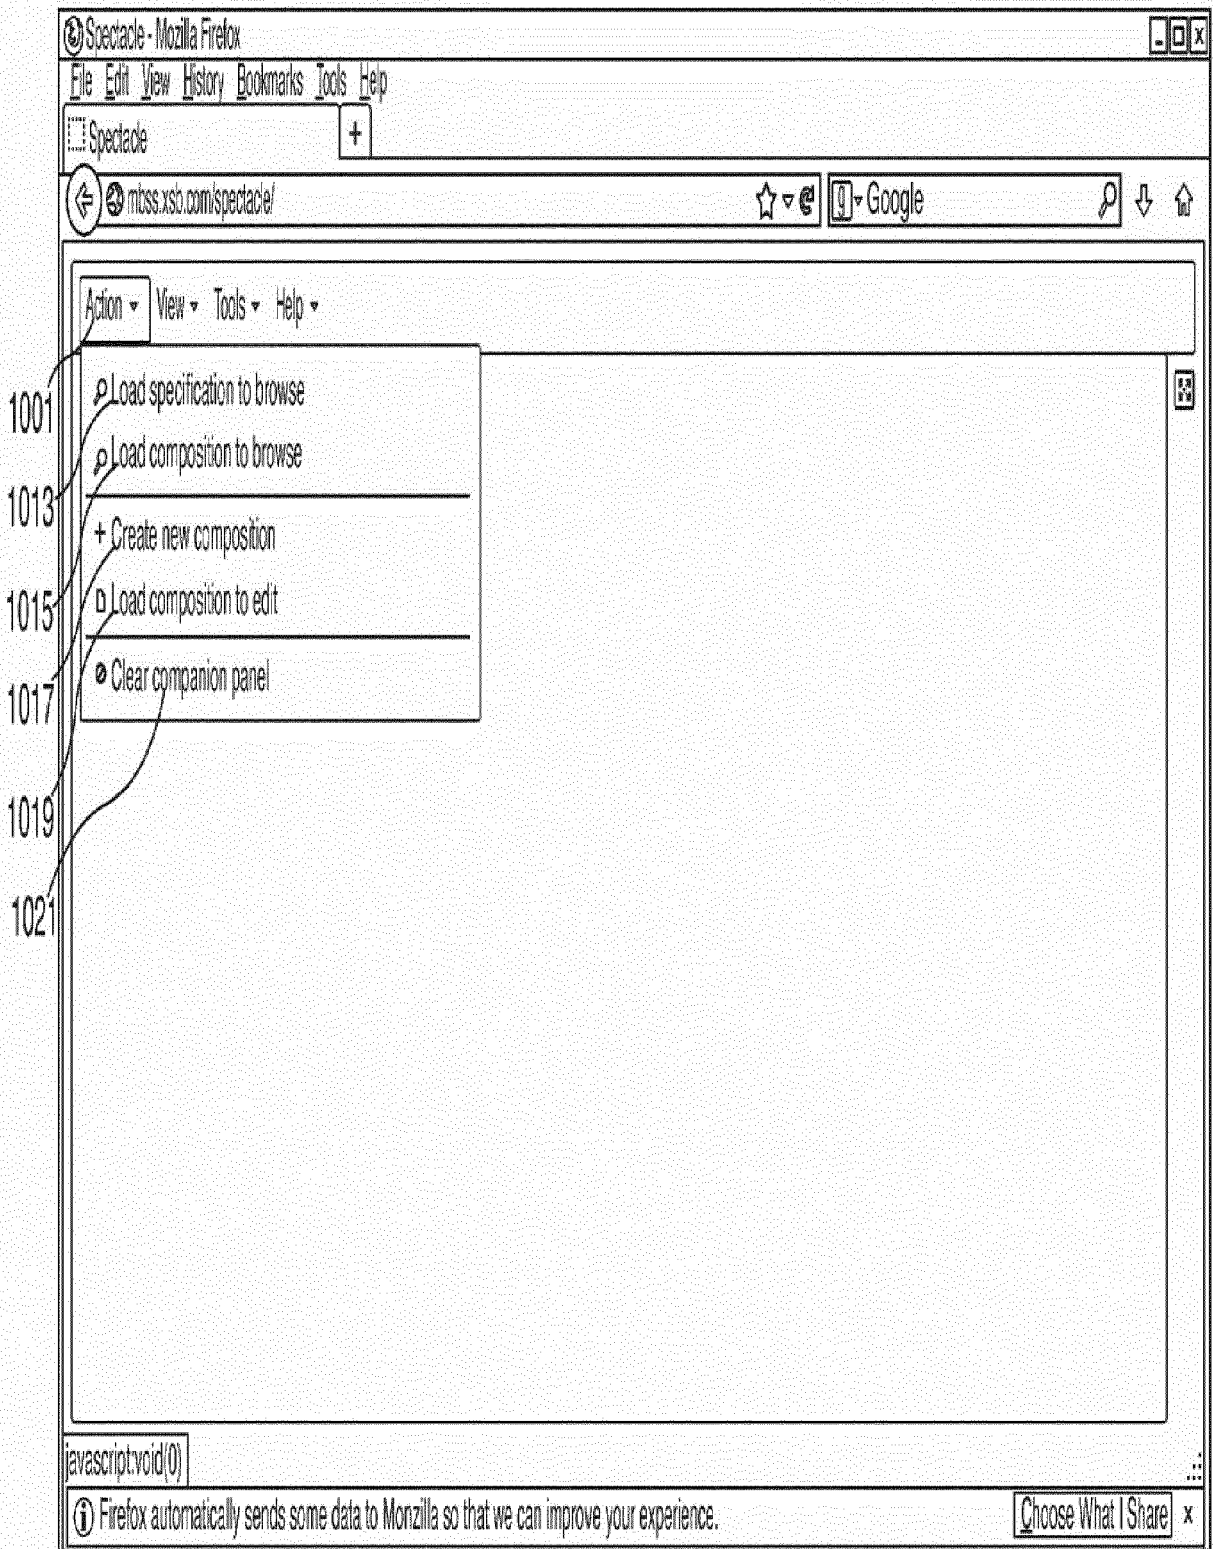 Spectacle - Mozilla Firefox
File Edit View History Bookmarks Tools Help
Spectacle +
mbss.xsb.com/spectacle/ g Google
Action View Tools Help
1001
Load specification to browse
Load composition to browse
1013
+ Create new composition
1015
Load composition to edit
1017
Clear companion panel
1019
1021
javascript:void(0)
Firefox automatically sends some data to Monzilla so that we can improve your experience. Choose What I Share x